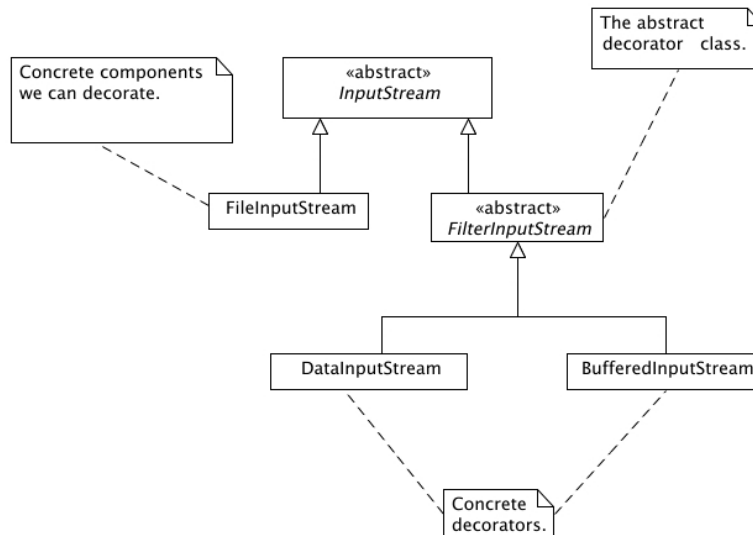 The abstract
decorator class.
Concrete components
we can decorate.
«abstract»
InputStream
FileInputStream
«abstract»
FilterInputStream
DataInputStream
BufferedInputStream
Concrete
decorators.